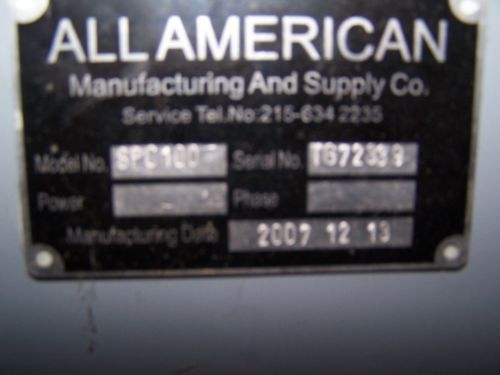 ALL AMERICAN
Manufacturing And Supply Co.
Service Tel.No:215-634 2235
Model No. Serial No.
Power Phase
Manufacturing Date 2007 12 13